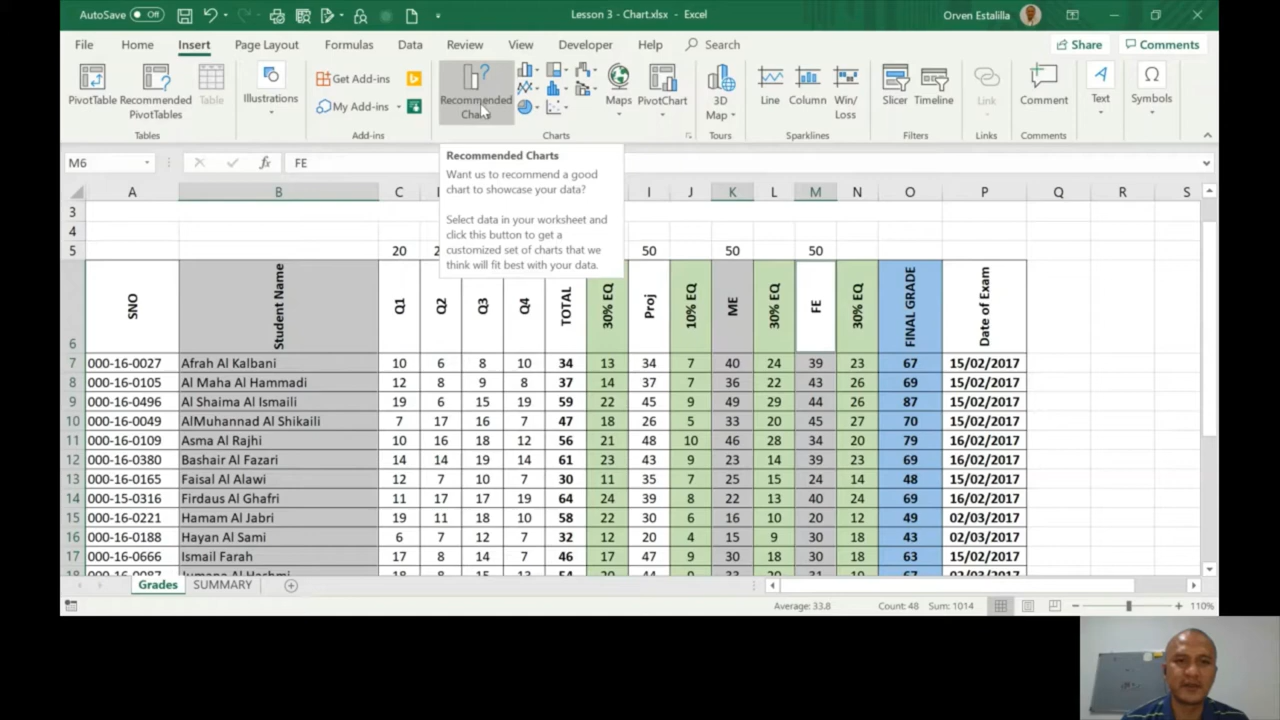 AutoSave Off
Lesson 3 - Chart.xlsx - Excel
Orven Estalilla
File Home Insert Page Layout Formulas Data Review View Developer Help Search
Share Comments
PivotTable
Recommended PivotTables
Table
Tables
Illustrations
Get Add-ins
My Add-ins
Add-ins
Recommended Charts
Maps
PivotChart
Charts
3D Map
Tours
Line
Column
Win/Loss
Sparklines
Slicer
Timeline
Filters
Link
Links
Comment
Comments
Text
Symbols
M6 fx FE
Recommended Charts
Want us to recommend a good
chart to showcase your data?
Select data in your worksheet and
click this button to get a
customized set of charts that we
think will fit best with your data.
A B C I J K L M N O P Q R S
3
4
5 20 50 50 50
6 SNO Student Name Q1 Q2 Q3 Q4 TOTAL 30% EQ Proj 10% EQ ME 30% EQ FE 30% EQ FINAL GRADE Date of Exam
7 000-16-0027 Afrah Al Kalbani 10 6 8 10 34 13 34 7 40 24 39 23 67 15/02/2017
8 000-16-0105 Al Maha Al Hammadi 12 8 9 8 37 14 37 7 36 22 43 26 69 15/02/2017
9 000-16-0496 Al Shaima Al Ismaili 19 6 15 19 59 22 45 9 49 29 44 26 87 15/02/2017
10 000-16-0049 AlMuhannad Al Shikaili 7 17 16 7 47 18 26 5 33 20 45 27 70 15/02/2017
11 000-16-0109 Asma Al Rajhi 10 16 18 12 56 21 48 10 46 28 34 20 79 16/02/2017
12 000-16-0380 Bashair Al Fazari 14 14 19 14 61 23 43 9 23 14 39 23 69 16/02/2017
13 000-16-0165 Faisal Al Alawi 12 7 10 7 30 11 35 7 25 15 24 14 48 15/02/2017
14 000-15-0316 Firdaus Al Ghafri 11 17 17 19 64 24 39 8 22 13 40 24 69 16/02/2017
15 000-16-0221 Hamam Al Jabri 19 11 18 10 58 22 30 6 16 10 20 12 49 02/03/2017
16 000-16-0188 Hayan Al Sami 6 7 12 7 32 12 20 4 15 9 30 18 43 02/03/2017
17 000-16-0666 Ismail Farah 17 8 14 7 46 17 47 9 30 18 30 18 63 15/02/2017
Grades SUMMARY
Average: 33.8 Count: 48 Sum: 1014 110%